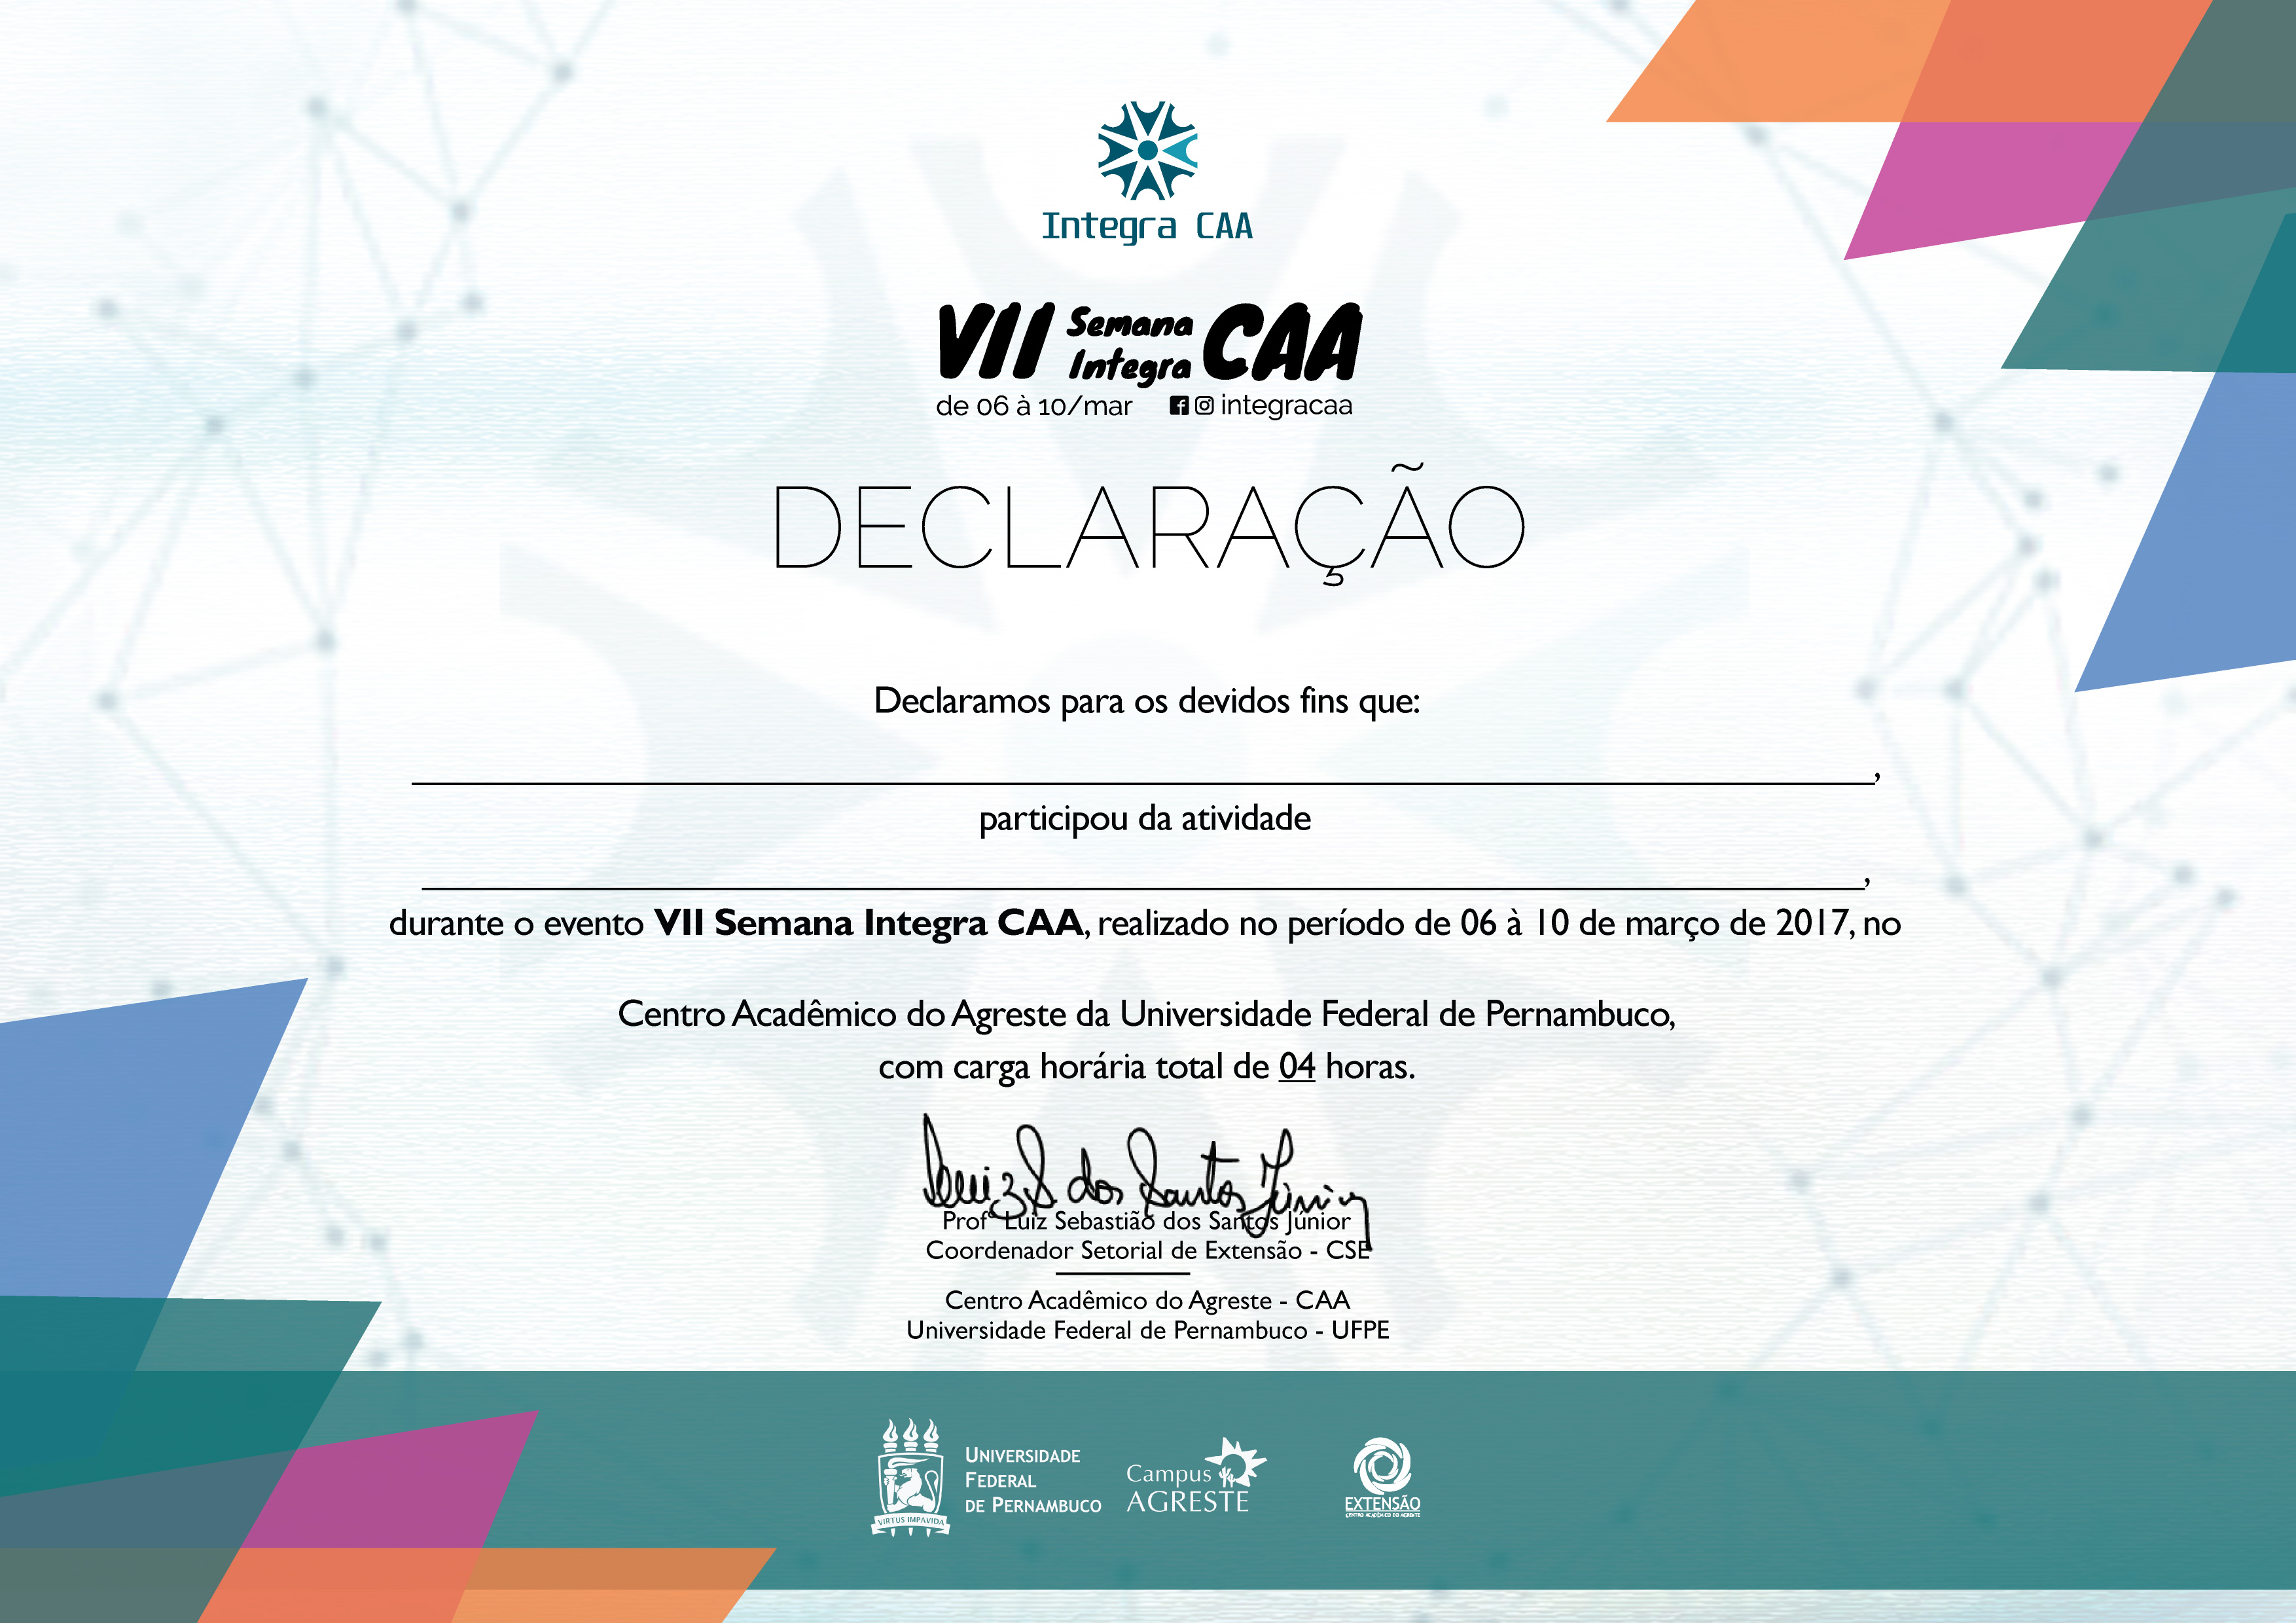 Integra CAA
VII Semana Integra CAA
de 06 à 10/mar integracaa
DECLARAÇÃO
Declaramos para os devidos fins que:
,
participou da atividade
,
durante o evento VII Semana Integra CAA, realizado no período de 06 à 10 de março de 2017, no
Centro Acadêmico do Agreste da Universidade Federal de Pernambuco,
com carga horária total de 04 horas.
Luiz S. dos Santos Júnior
Profº Luiz Sebastião dos Santos Júnior
Coordenador Setorial de Extensão - CSE
Centro Acadêmico do Agreste - CAA
Universidade Federal de Pernambuco - UFPE
VIRTUS IMPAVIDA
UNIVERSIDADE
FEDERAL
DE PERNAMBUCO
Campus
AGRESTE
EXTENSÃO
CENTRO ACADÊMICO DO AGRESTE